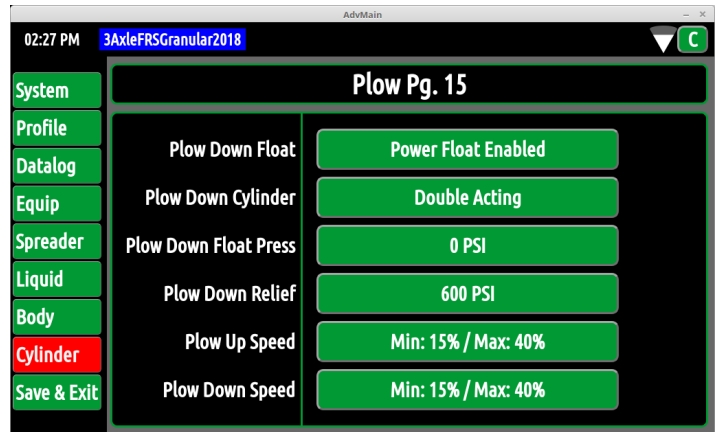 AdvMain
02:27 PM 3AxleFRSGranular2018 C
Plow Pg. 15
System
Profile
Datalog
Equip
Spreader
Liquid
Body
Cylinder
Save & Exit
Plow Down Float Power Float Enabled
Plow Down Cylinder Double Acting
Plow Down Float Press 0 PSI
Plow Down Relief 600 PSI
Plow Up Speed Min: 15% / Max: 40%
Plow Down Speed Min: 15% / Max: 40%